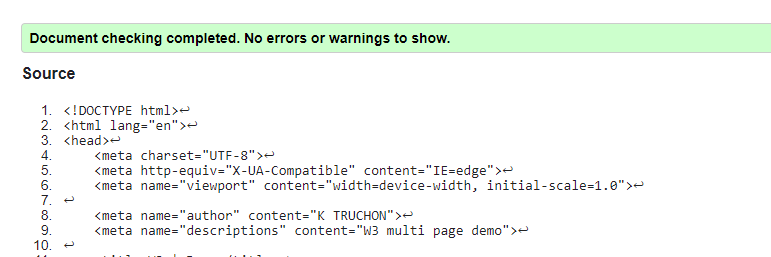 Document checking completed. No errors or warnings to show.
Source
1. <!DOCTYPE html>↩
2. <html lang="en">↩
3. <head>↩
4. <meta charset="UTF-8">↩
5. <meta http-equiv="X-UA-Compatible" content="IE=edge">↩
6. <meta name="viewport" content="width=device-width, initial-scale=1.0">↩
7. ↩
8. <meta name="author" content="K TRUCHON">↩
9. <meta name="descriptions" content="W3 multi page demo">↩
10. ↩